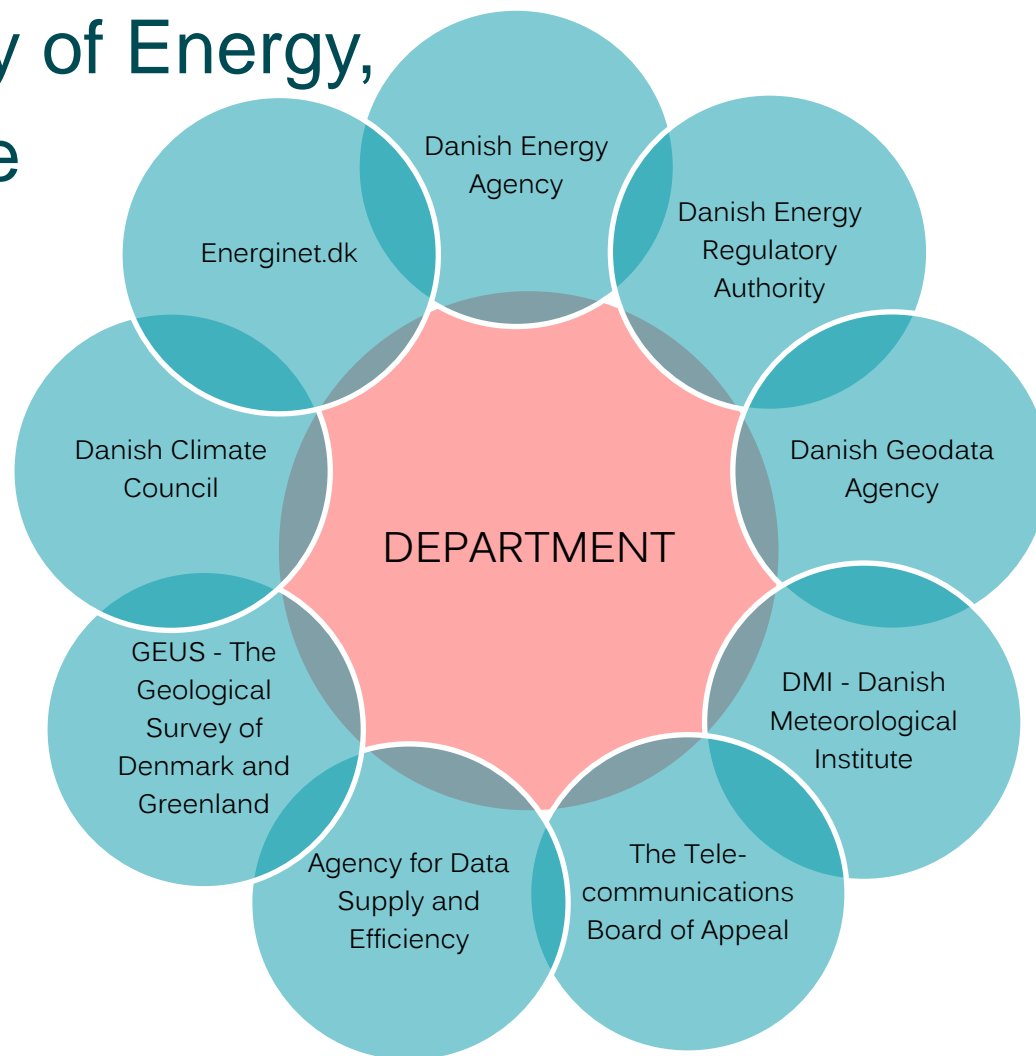 of Energy,
Danish Energy
Agency
Danish Energy
Regulatory
Authority
Energinet.dk
Danish Climate
Council
Danish Geodata
Agency
DEPARTMENT
GEUS - The
Geological
Survey of
Denmark and
Greenland
DMI - Danish
Meteorological
Institute
Agency for Data
Supply and
Efficiency
The Tele-
communications
Board of Appeal